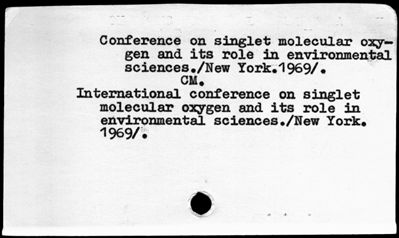 Conference on singlet molecular oxy-
gen and its role in environmental
sciences./New York.1969/.
CM.
International conference on singlet
molecular oxygen and its role in
environmental sciences./New York.
1969/.